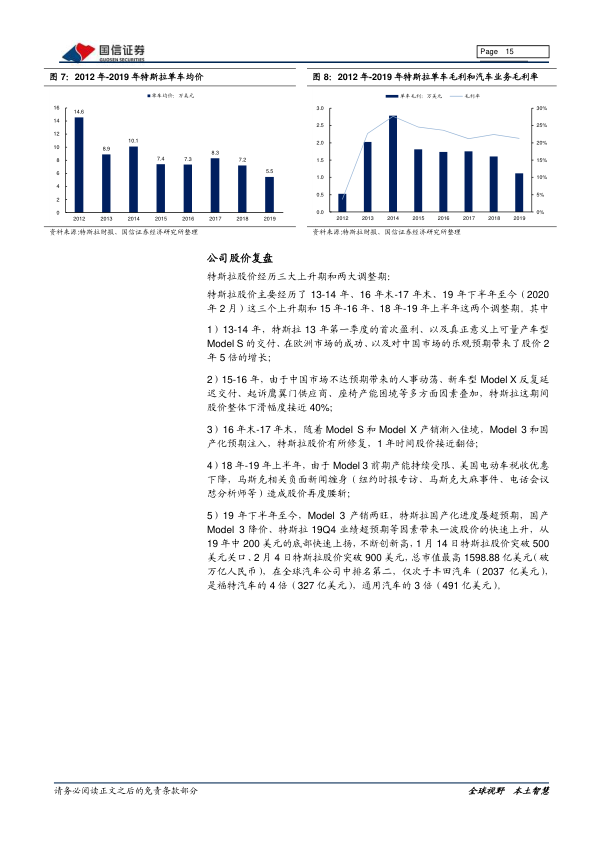 国信证券
GUOSEN SECURITIES
Page 15
图 7：2012 年-2019 年特斯拉单车均价
单车均价：万美元
16
14
12
10
8
6
4
2
0
14.6
8.9
10.1
7.4
7.3
8.3
7.2
5.5
2012 2013 2014 2015 2016 2017 2018 2019
资料来源:特斯拉财报、国信证券经济研究所整理
图 8：2012 年-2019 年特斯拉单车毛利和汽车业务毛利率
单车毛利：万美元 毛利率
3.0
2.5
2.0
1.5
1.0
0.5
0.0
30%
25%
20%
15%
10%
5%
0%
2012 2013 2014 2015 2016 2017 2018 2019
资料来源:特斯拉财报、国信证券经济研究所整理
公司股价复盘
特斯拉股价经历三大上升期和两大调整期：
特斯拉股价主要经历了 13-14 年、16 年末-17 年末、19 年下半年至今（2020
年 2 月）这三个上升期和 15 年-16 年、18 年-19 年上半年这两个调整期。其中
1）13-14 年，特斯拉 13 年第一季度的首次盈利、以及真正意义上可量产车型
Model S 的交付，在欧洲市场的成功、以及对中国市场的乐观预期带来了股价 2
年 5 倍的增长；
2）15-16 年，由于中国市场不达预期带来的人事动荡、新车型 Model X 反复延
迟交付、起诉鹰翼门供应商，座椅产能困境等多方面因素叠加，特斯拉这期间
股价整体下滑幅度接近 40%；
3）16 年末-17 年末，随着 Model S 和 Model X 产销渐入佳境，Model 3 和国
产化预期注入，特斯拉股价有所修复，1 年时间股价接近翻倍；
4）18 年-19 年上半年，由于 Model 3 前期产能持续受限、美国电动车税收优惠
下降，马斯克相关负面新闻缠身（纽约时报专访、马斯克大麻事件、电话会议
怼分析师等）造成股价再度腰斩；
5）19 年下半年至今，Model 3 产销两旺，特斯拉国产化进度屡超预期，国产
Model 3 降价、特斯拉 19Q4 业绩超预期等因素带来一波股价的快速上升，从
19 年中 200 美元的底部快速上扬，不断创新高，1 月 14 日特斯拉股价突破 500
美元关口、2 月 4 日特斯拉股价突破 900 美元，总市值最高 1598.88 亿美元（破
万亿人民币），在全球汽车公司中排名第二，仅次于丰田汽车（2037 亿美元），
是福特汽车的 4 倍（327 亿美元），通用汽车的 3 倍（491 亿美元）。
请务必阅读正文之后的免责条款部分
全球视野 本土智慧